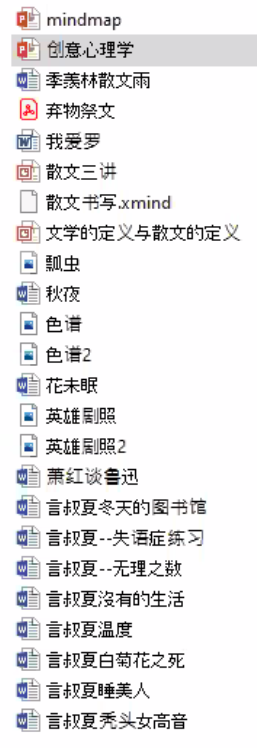 mindmap
创意心理学
季羡林散文雨
弃物祭文
我爱罗
散文三讲
散文书写.xmind
文学的定义与散文的定义
瓢虫
秋夜
色谱
色谱2
花未眠
英雄剧照
英雄剧照2
萧红谈鲁迅
言叔夏冬天的图书馆
言叔夏--失语症练习
言叔夏--无理之数
言叔夏沒有的生活
言叔夏温度
言叔夏白菊花之死
言叔夏睡美人
言叔夏秃头女高音